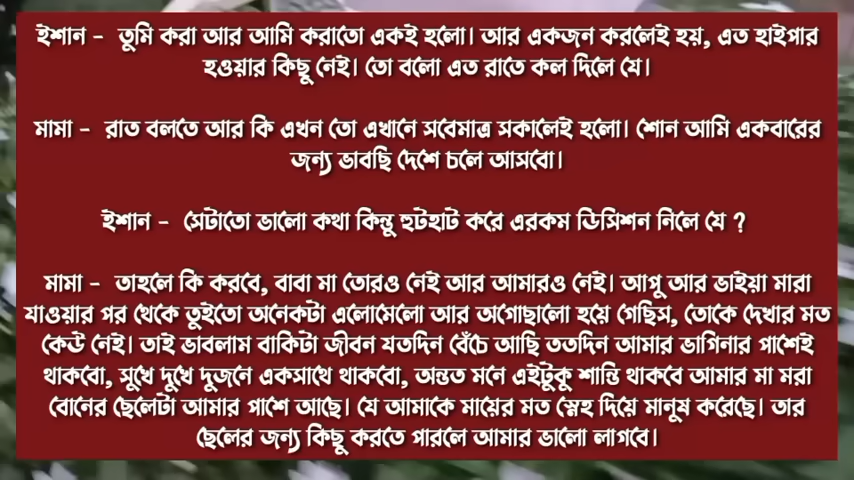 ইশান - তুমি করা আর আমি করাতো একই হলো। আর একজন করলেই হয়, এত হাইপার
হওয়ার কিছু নেই। তো বলো এত রাতে কল দিলে যে।
মামা - রাত বলতে আর কি এখন তো এখানে সবেমাত্র সকালেই হলো। শোন আমি একবারের
জন্য ভাবছি দেশে চলে আসবো।
ইশান - সেটাতো ভালো কথা কিন্তু হুটহাট করে এরকম ডিসিশন নিলে যে ?
মামা - তাহলে কি করবে, বাবা মা তোরও নেই আর আমারও নেই। আপু আর ভাইয়া মারা
যাওয়ার পর থেকে তুইতো অনেকটা এলোমেলো আর অগোছালো হয়ে গেছিস, তোকে দেখার মত
কেউ নেই। তাই ভাবলাম বাকিটা জীবন যতদিন বেঁচে আছি ততদিন আমার ভাগিনার পাশেই
থাকবো, সুখে দুখে দুজনে একসাথে থাকবো, অন্তত মনে এইটুকু শান্তি থাকবে আমার মা মরা
বোনের ছেলেটা আমার পাশে আছে। যে আমাকে মায়ের মত স্নেহ দিয়ে মানুষ করেছে। তার
ছেলের জন্য কিছু করতে পারলে আমার ভালো লাগবে।